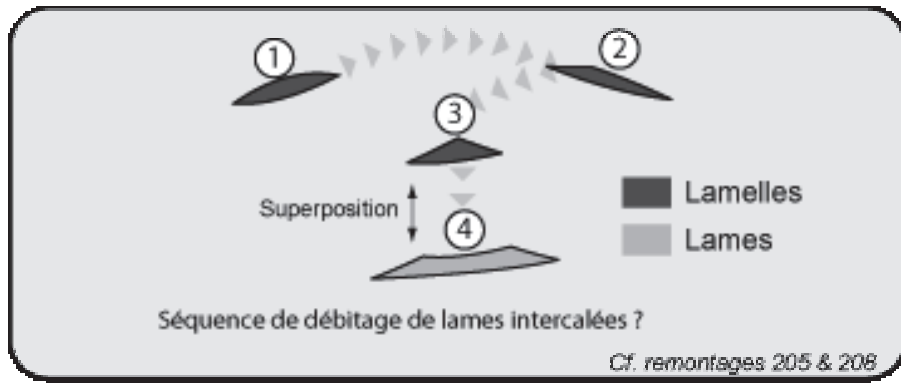 1
2
3
Lamelles
Superposition
4
Lames
Séquence de débitage de lames intercalées ?
Cf. remontages 205 & 208